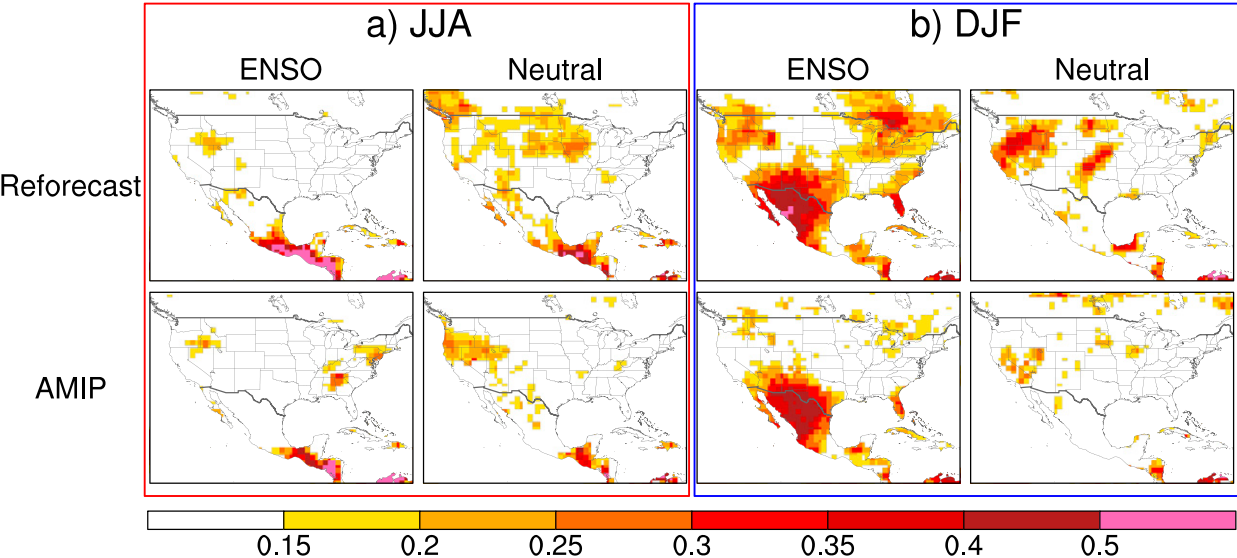 a) JJA
b) DJF
ENSO
Neutral
ENSO
Neutral
Reforecast
AMIP
0.15
0.2
0.25
0.3
0.35
0.4
0.5